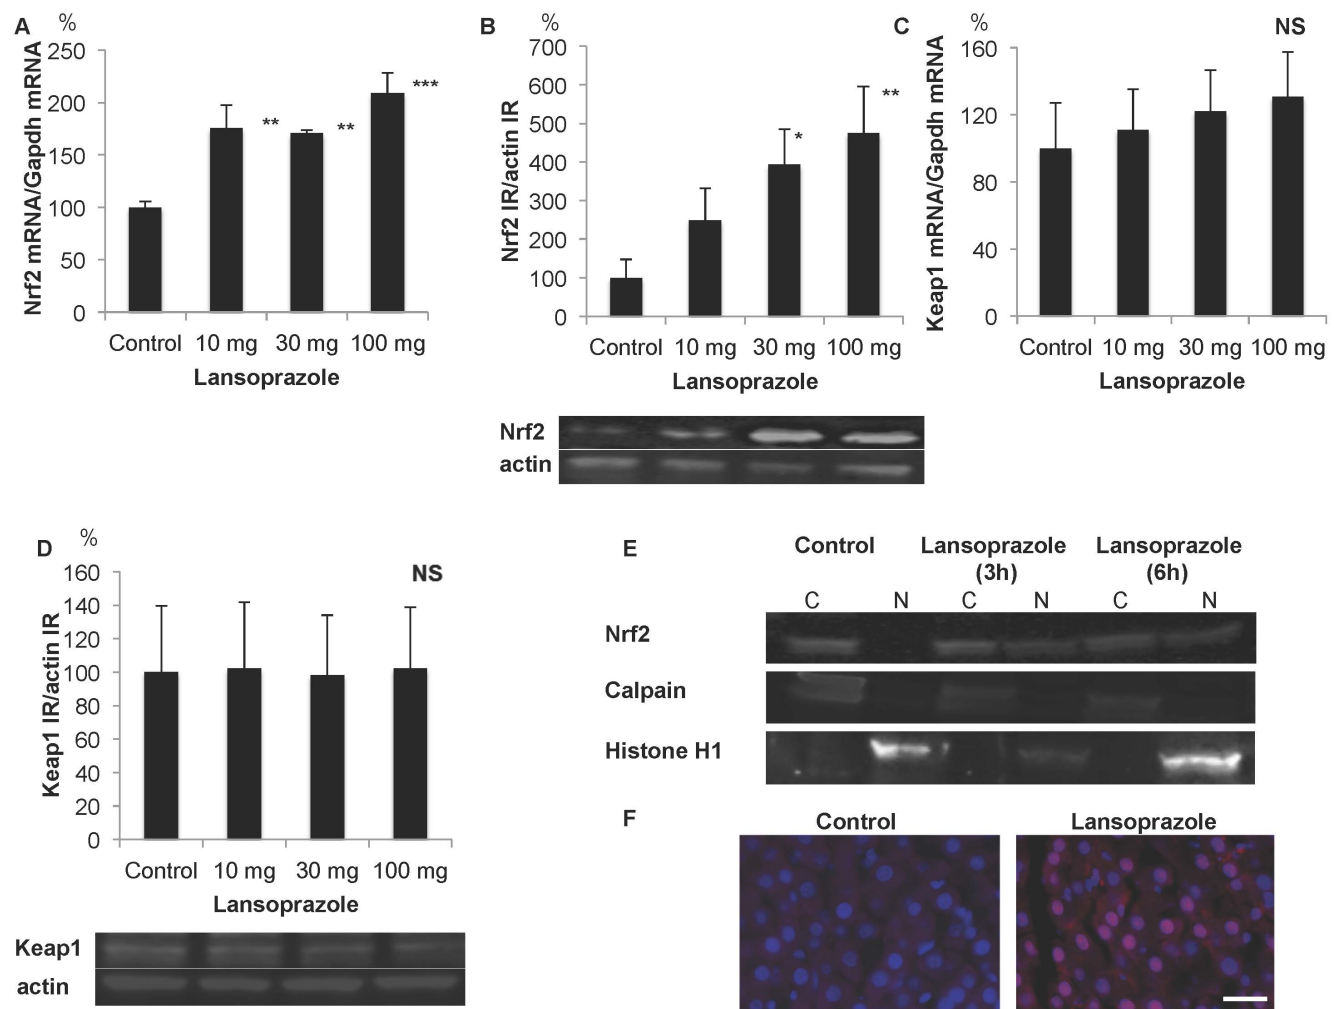 A
%
Nrf2 mRNA/Gapdh mRNA
250
200
150
100
50
0
**
**
***
Control 10 mg 30 mg 100 mg
Lansoprazole
B
%
Nrf2 IR/actin IR
700
600
500
400
300
200
100
0
*
**
Control 10 mg 30 mg 100 mg
Lansoprazole
Nrf2
actin
C
%
NS
Keap1 mRNA/Gapdh mRNA
160
120
80
40
0
Control 10 mg 30 mg 100 mg
Lansoprazole
D
%
NS
Keap1 IR/actin IR
160
140
120
100
80
60
40
20
0
Control 10 mg 30 mg 100 mg
Lansoprazole
Keap1
actin
E
Control Lansoprazole (3h) Lansoprazole (6h)
C N C N C N
Nrf2
Calpain
Histone H1
F
Control Lansoprazole